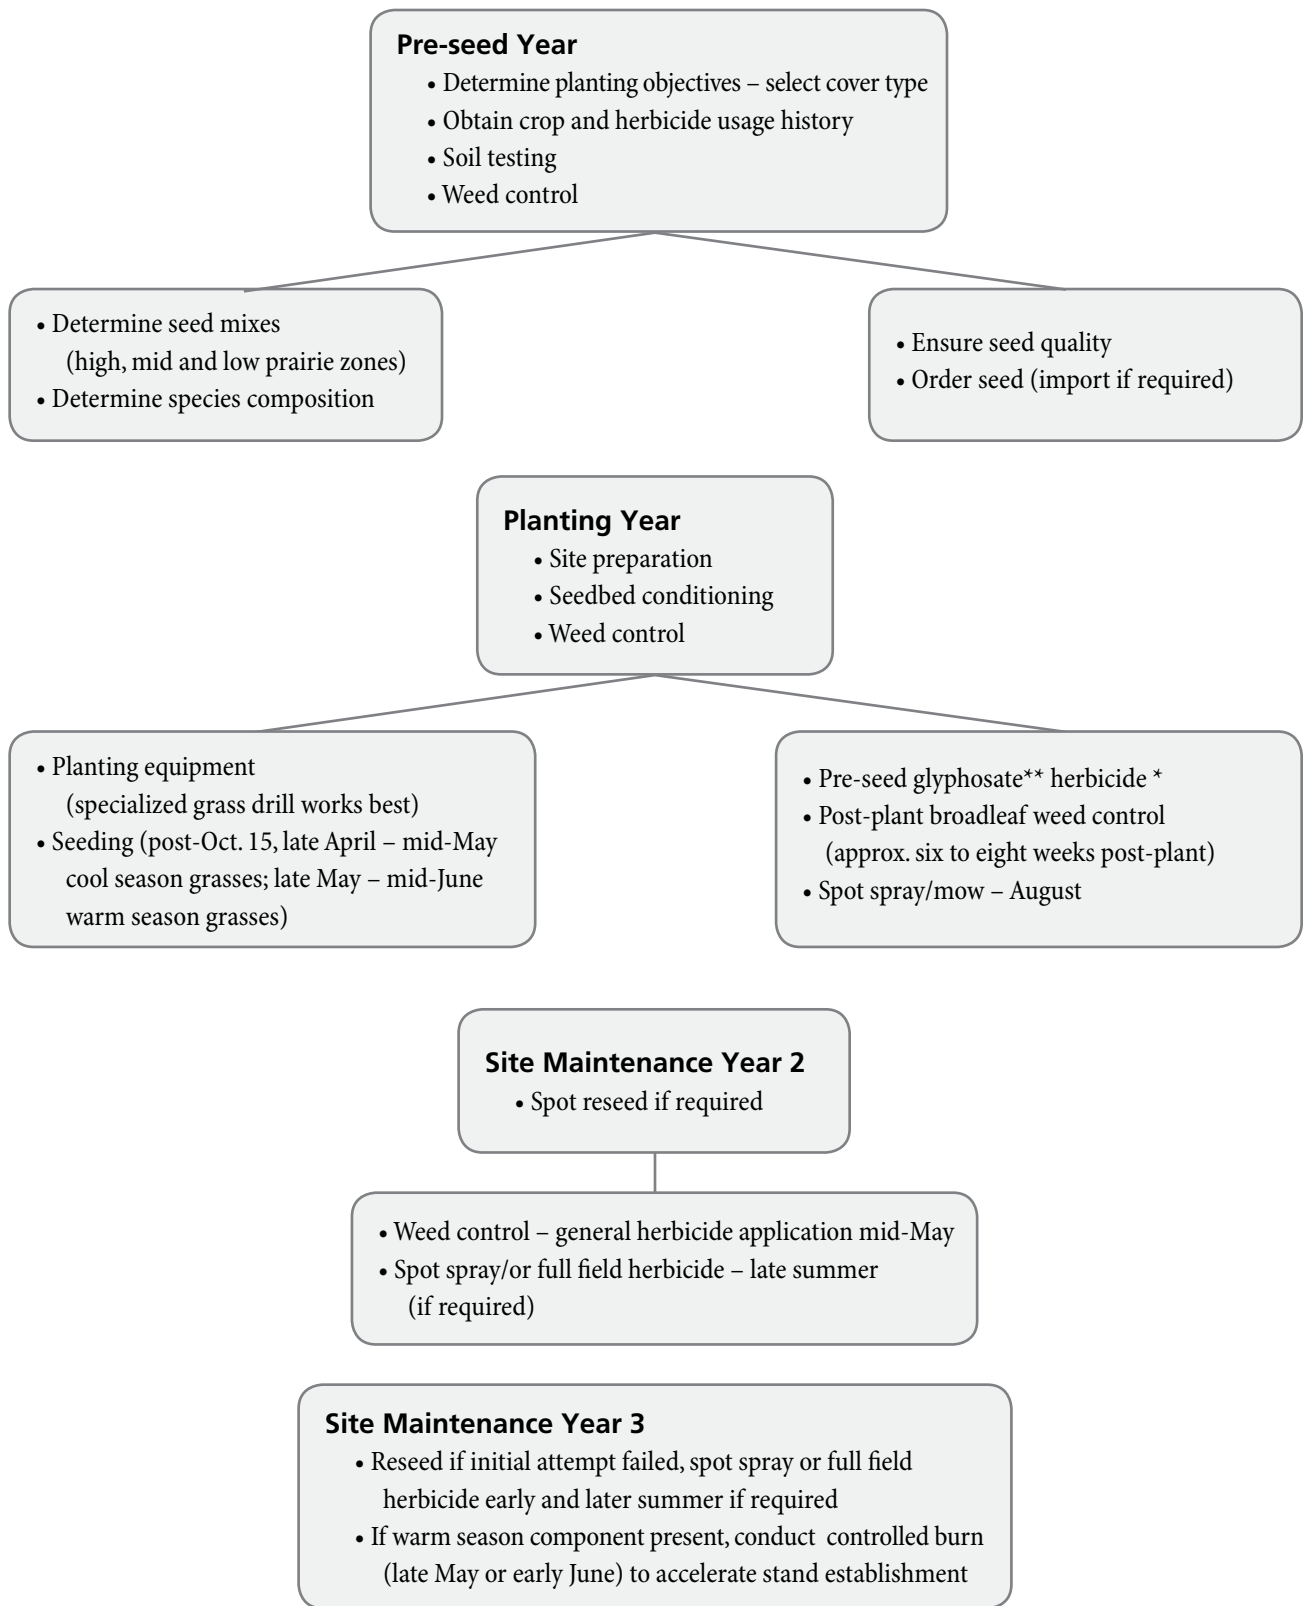 Pre-seed Year
• Determine planting objectives – select cover type
• Obtain crop and herbicide usage history
• Soil testing
• Weed control
• Determine seed mixes
(high, mid and low prairie zones)
• Determine species composition
• Ensure seed quality
• Order seed (import if required)
Planting Year
• Site preparation
• Seedbed conditioning
• Weed control
• Planting equipment
(specialized grass drill works best)
• Seeding (post-Oct. 15, late April – mid-May
cool season grasses; late May – mid-June
warm season grasses)
• Pre-seed glyphosate** herbicide *
• Post-plant broadleaf weed control
(approx. six to eight weeks post-plant)
• Spot spray/mow – August
Site Maintenance Year 2
• Spot reseed if required
• Weed control – general herbicide application mid-May
• Spot spray/or full field herbicide – late summer
(if required)
Site Maintenance Year 3
• Reseed if initial attempt failed, spot spray or full field
herbicide early and later summer if required
• If warm season component present, conduct controlled burn
(late May or early June) to accelerate stand establishment